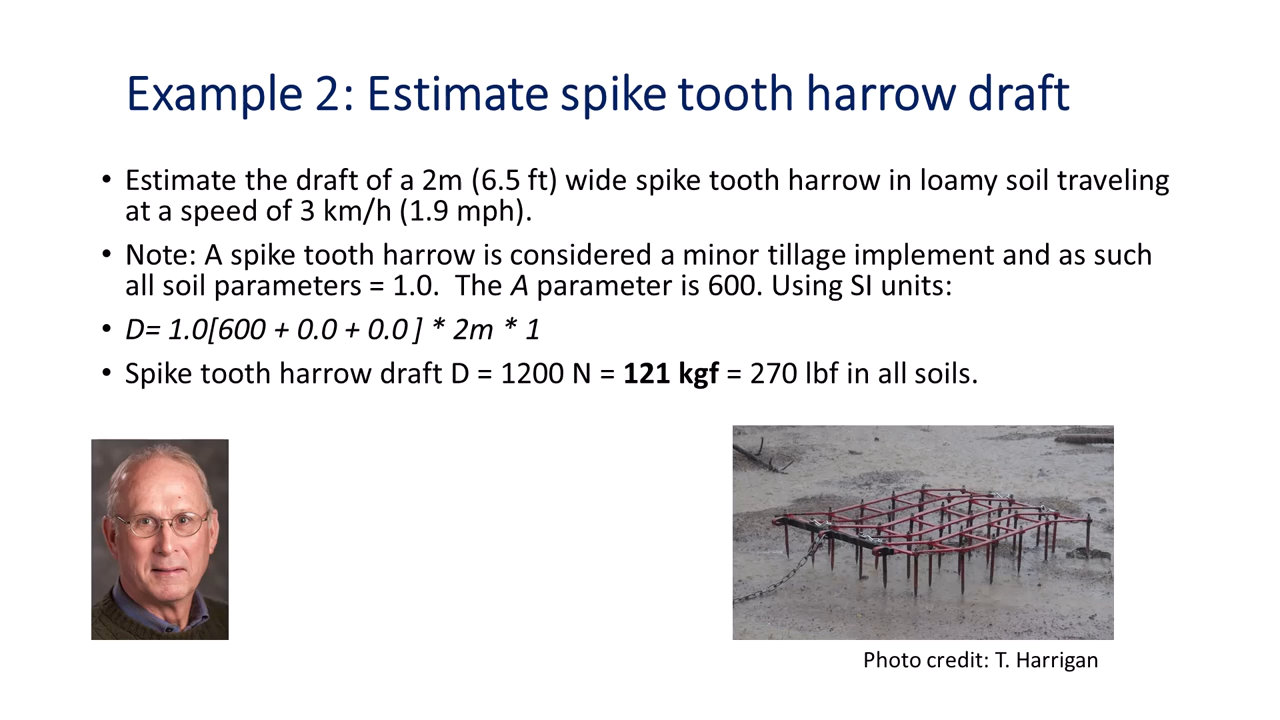 Example 2: Estimate spike tooth harrow draft
• Estimate the draft of a 2m (6.5 ft) wide spike tooth harrow in loamy soil traveling
at a speed of 3 km/h (1.9 mph).
• Note: A spike tooth harrow is considered a minor tillage implement and as such
all soil parameters = 1.0.  The A parameter is 600. Using SI units:
• D= 1.0[600 + 0.0 + 0.0 ] * 2m * 1
• Spike tooth harrow draft D = 1200 N = 121 kgf = 270 lbf in all soils.
Photo credit: T. Harrigan